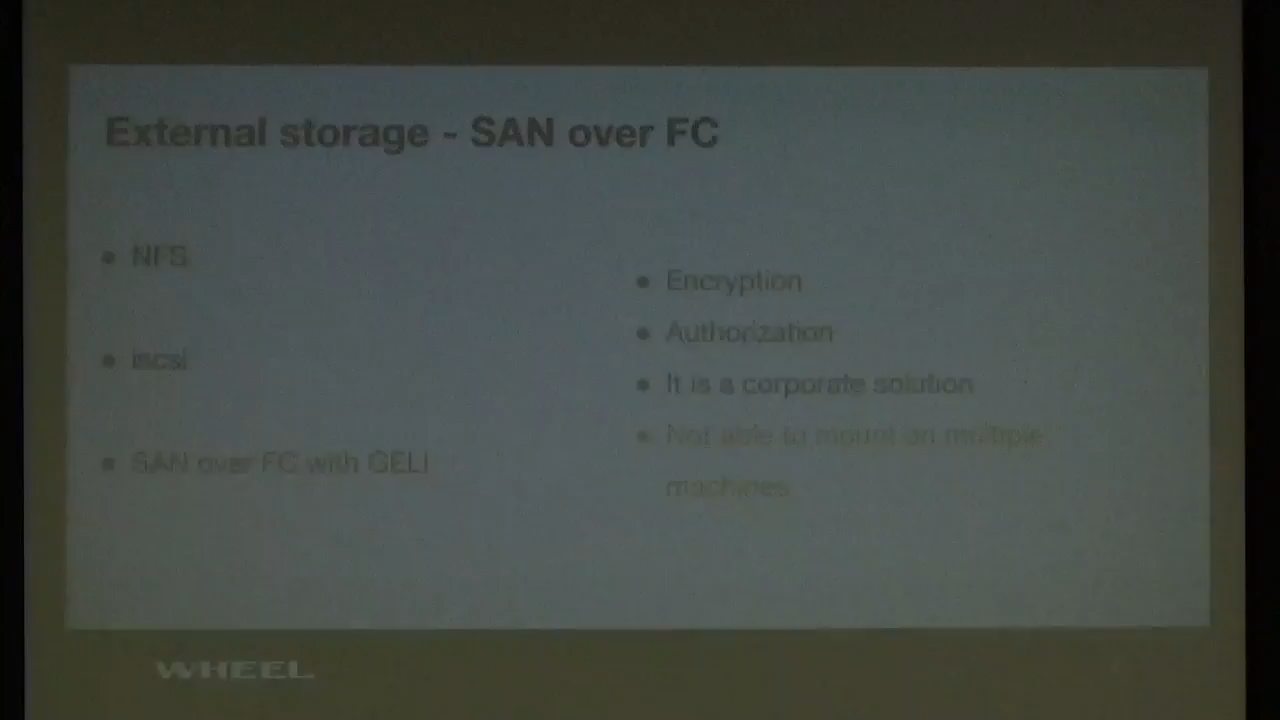 External storage - SAN over FC
• NFS
• iscsi
• SAN over FC with GELI
• Encryption
• Authorization
• It is a corporate solution
• Not able to mount on multiple
machines
WHEEL